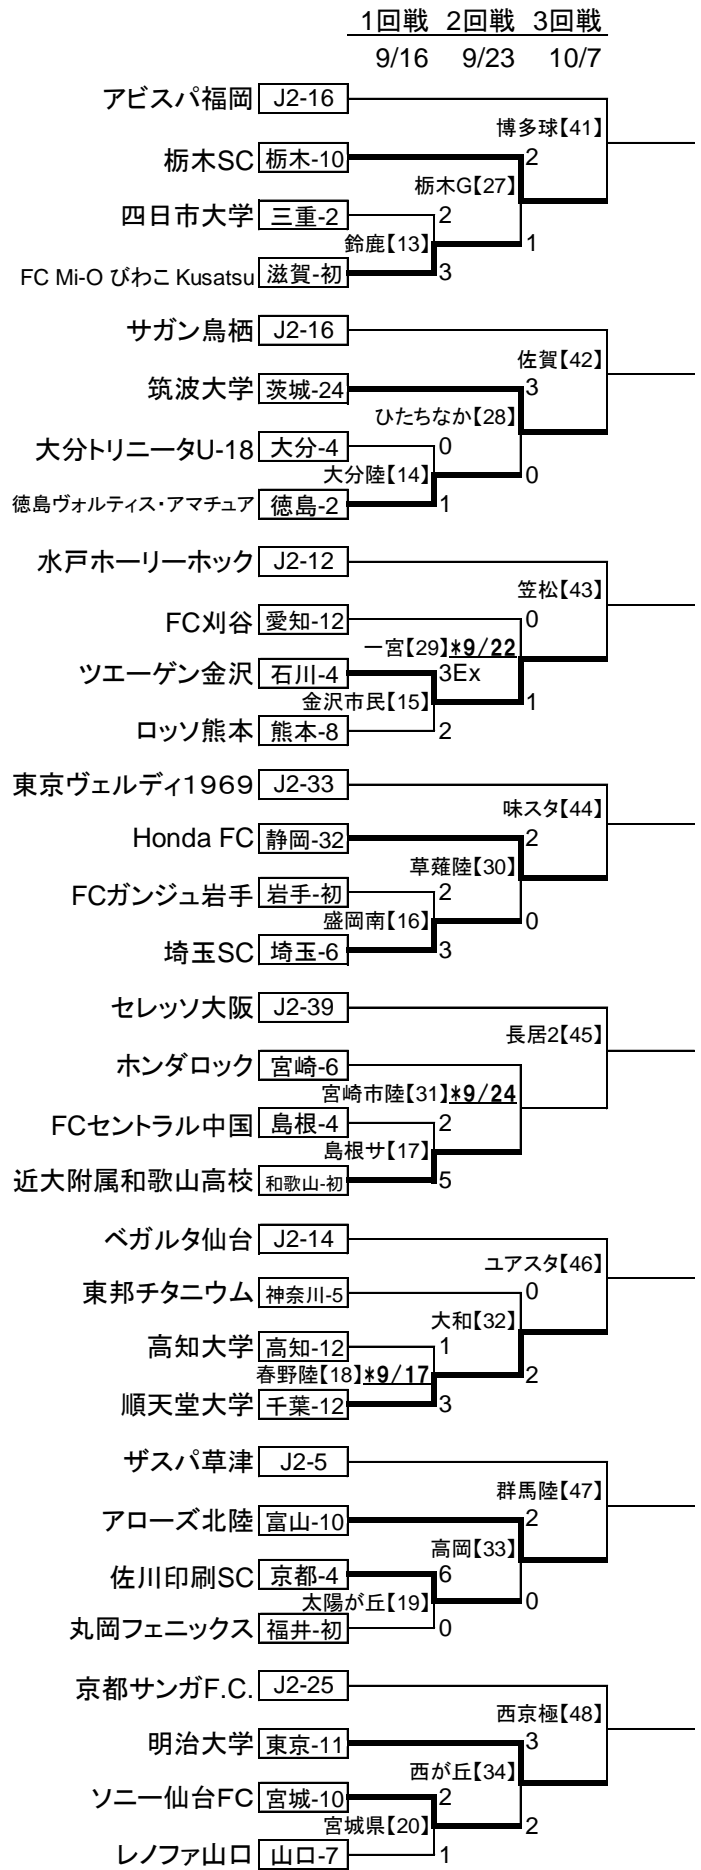 1回戦 2回戦 3回戦
9/16 9/23 10/7
アビスパ福岡 J2-16
博多球【41】
栃木SC 栃木-10 2
栃木G【27】
四日市大学 三重-2 2
鈴鹿【13】 1
FC Mi-O びわこ Kusatsu 滋賀-初 3
サガン鳥栖 J2-16
佐賀【42】
筑波大学 茨城-24 3
ひたちなか【28】
大分トリニータU-18 大分-4 0
大分陸【14】 0
徳島ヴォルティス・アマチュア 徳島-2 1
水戸ホーリーホック J2-12
笠松【43】
FC刈谷 愛知-12 0
一宮【29】*9/22
ツエーゲン金沢 石川-4 3Ex
金沢市民【15】 1
ロッソ熊本 熊本-8 2
東京ヴェルディ1969 J2-33
味スタ【44】
Honda FC 静岡-32 2
草薙陸【30】
FCガンジュ岩手 岩手-初 2
盛岡南【16】 0
埼玉SC 埼玉-6 3
セレッソ大阪 J2-39
長居2【45】
ホンダロック 宮崎-6
宮崎市陸【31】*9/24
FCセントラル中国 島根-4 2
島根サ【17】
近大附属和歌山高校 和歌山-初 5
ベガルタ仙台 J2-14
ユアスタ【46】
東邦チタニウム 神奈川-5 0
大和【32】
高知大学 高知-12 1
春野陸【18】*9/17 2
順天堂大学 千葉-12 3
ザスパ草津 J2-5
群馬陸【47】
アローズ北陸 富山-10 2
高岡【33】
佐川印刷SC 京都-4 6
太陽が丘【19】 0
丸岡フェニックス 福井-初 0
京都サンガF.C. J2-25
西京極【48】
明治大学 東京-11 3
西が丘【34】
ソニー仙台FC 宮城-10 2
宮城県【20】 2
レノファ山口 山口-7 1